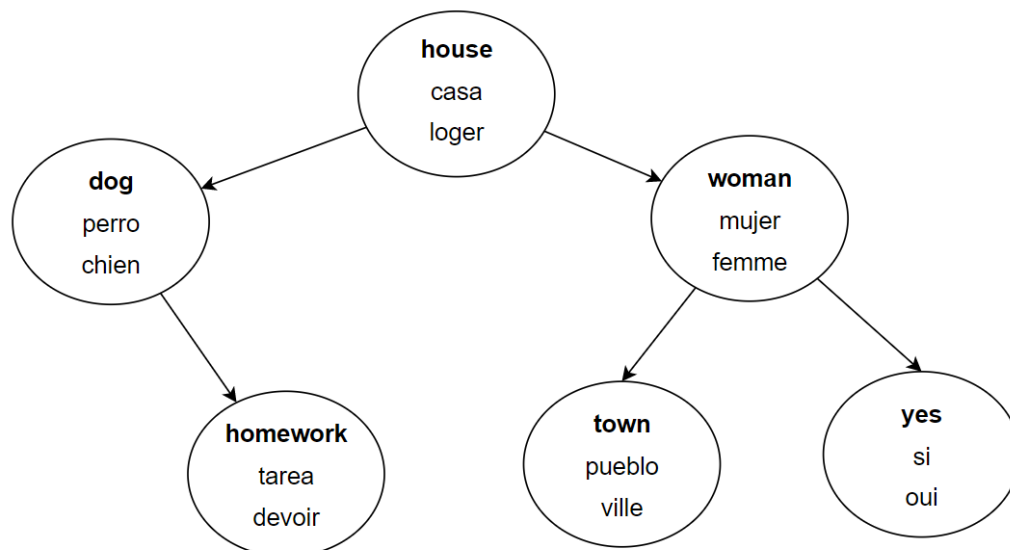 house
casa
loger
dog
perro
chien
woman
mujer
femme
homework
tarea
devoir
town
pueblo
ville
yes
si
oui